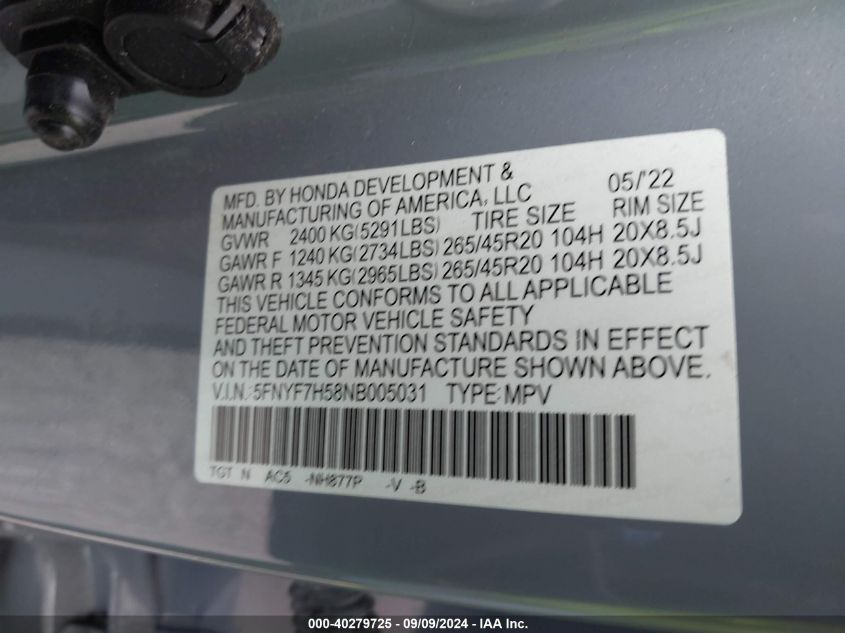 MFD. BY HONDA DEVELOPMENT & 05/'22
MANUFACTURING OF AMERICA, LLC
GVWR 2400 KG(5291LBS) TIRE SIZE RIM SIZE
GAWR F 1240 KG(2734LBS) 265/45R20 104H 20X8.5J
GAWR R 1345 KG(2965LBS) 265/45R20 104H 20X8.5J
THIS VEHICLE CONFORMS TO ALL APPLICABLE
FEDERAL MOTOR VEHICLE SAFETY
AND THEFT PREVENTION STANDARDS IN EFFECT
ON THE DATE OF MANUFACTURE SHOWN ABOVE.
V.I.N.: 5FNYF7H58NB005031 TYPE: MPV
TGT N AC5 -NH877P -V -B
000-40279725 - 09/09/2024 - IAA Inc.